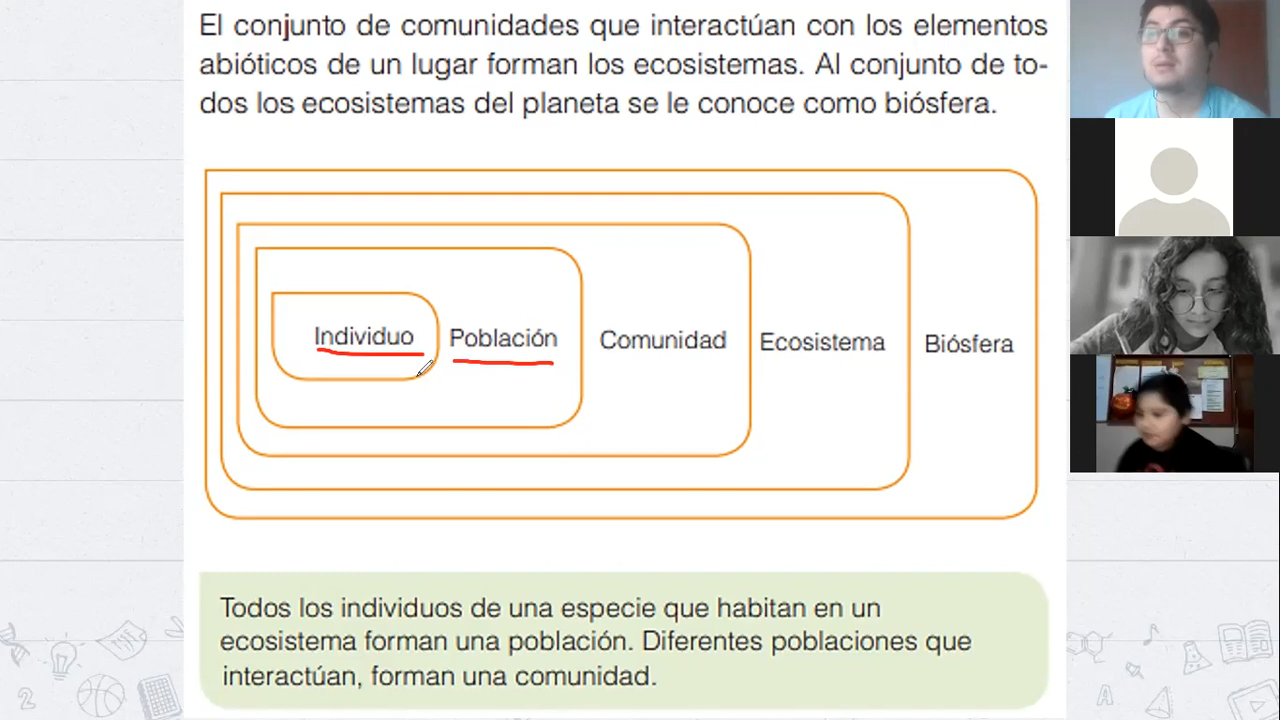 El conjunto de comunidades que interactúan con los elementos
abióticos de un lugar forman los ecosistemas. Al conjunto de to-
dos los ecosistemas del planeta se le conoce como biósfera.
Individuo
Población
Comunidad
Ecosistema
Biósfera
Todos los individuos de una especie que habitan en un
ecosistema forman una población. Diferentes poblaciones que
interactúan, forman una comunidad.